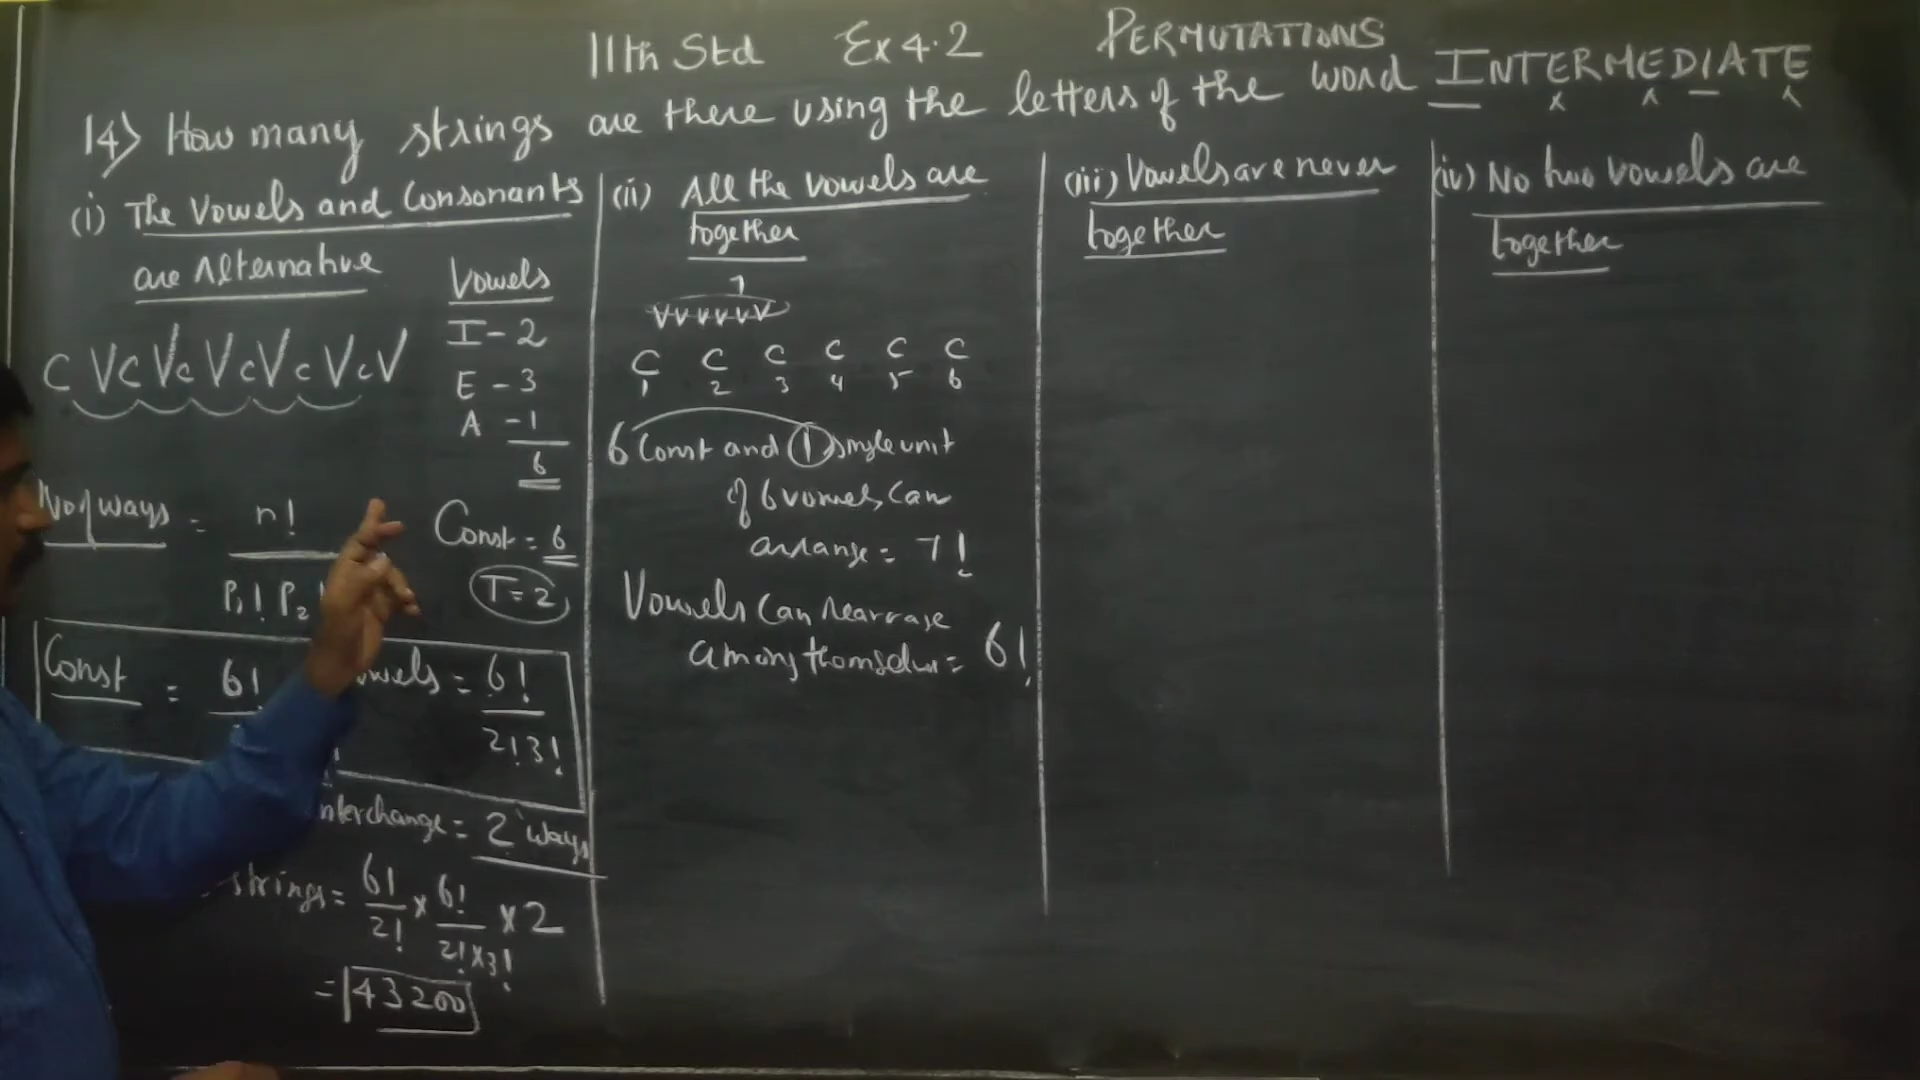 11th Std Ex 4.2 PERMUTATIONS
14) How many strings are there using the letters of the word INTERMEDIATE
(i) The Vowels and Consonants
are Alternative
C V C V C V C V C V C V
Vowels
I - 2
E - 3
A - 1
6
Const = 6
T = 2
No of ways = n!
P1! P2!
Const = 6!
Vowels = 6!
2! 3!
Interchange = 2 ways
strings = 6!/2! × 6!/2!×3! × 2
= 43200
(ii) All the vowels are
together
1
V V V V V V
C C C C C C
1 2 3 4 5 6
6 Const and 1 single unit
of 6 vowels can
arrange = 7!
Vowels can rearrange
among themselves = 6!
(iii) Vowels are never
together
(iv) No two vowels are
together